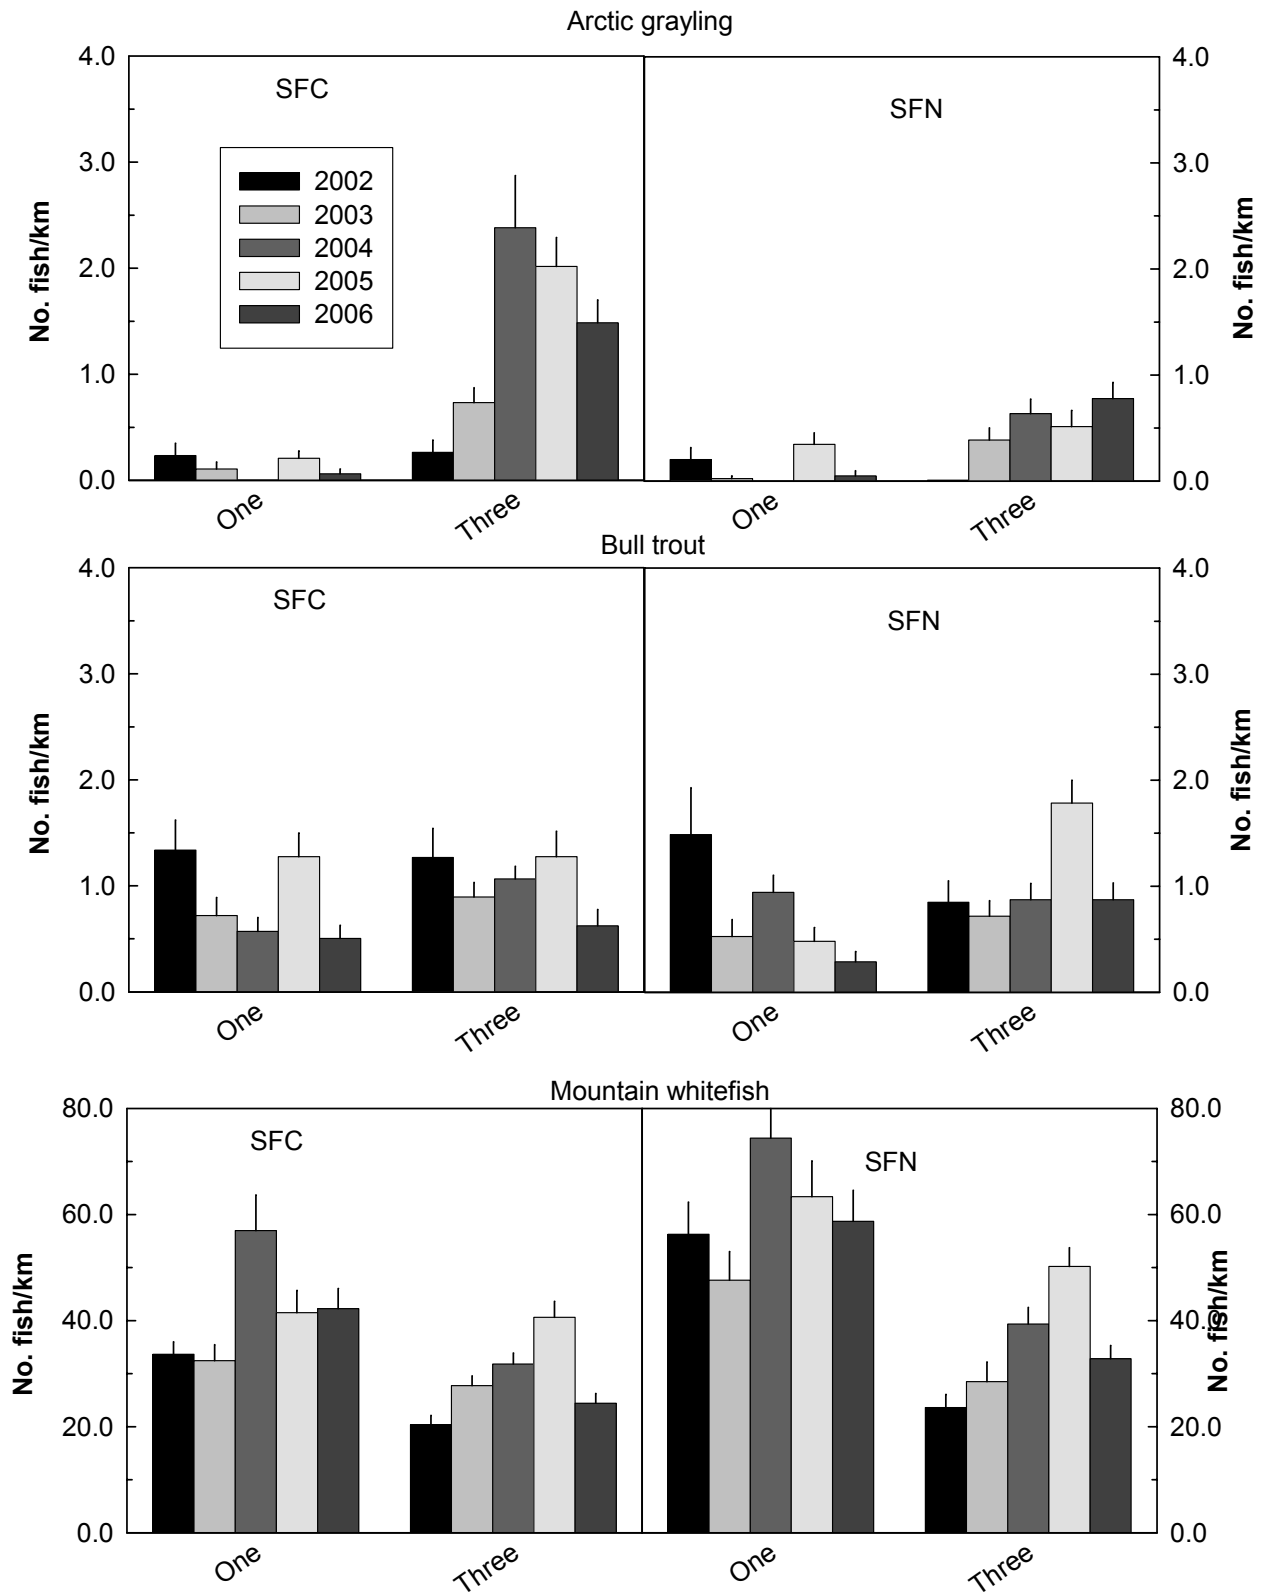 Arctic grayling
4.0
3.0
2.0
1.0
0.0
No. fish/km
SFC
2002
2003
2004
2005
2006
One
Three
SFN
One
Three
4.0
3.0
2.0
1.0
0.0
No. fish/km
Bull trout
4.0
3.0
2.0
1.0
0.0
No. fish/km
SFC
One
Three
SFN
One
Three
4.0
3.0
2.0
1.0
0.0
No. fish/km
Mountain whitefish
80.0
60.0
40.0
20.0
0.0
No. fish/km
SFC
One
Three
SFN
One
Three
80.0
60.0
40.0
20.0
0.0
No. fish/km